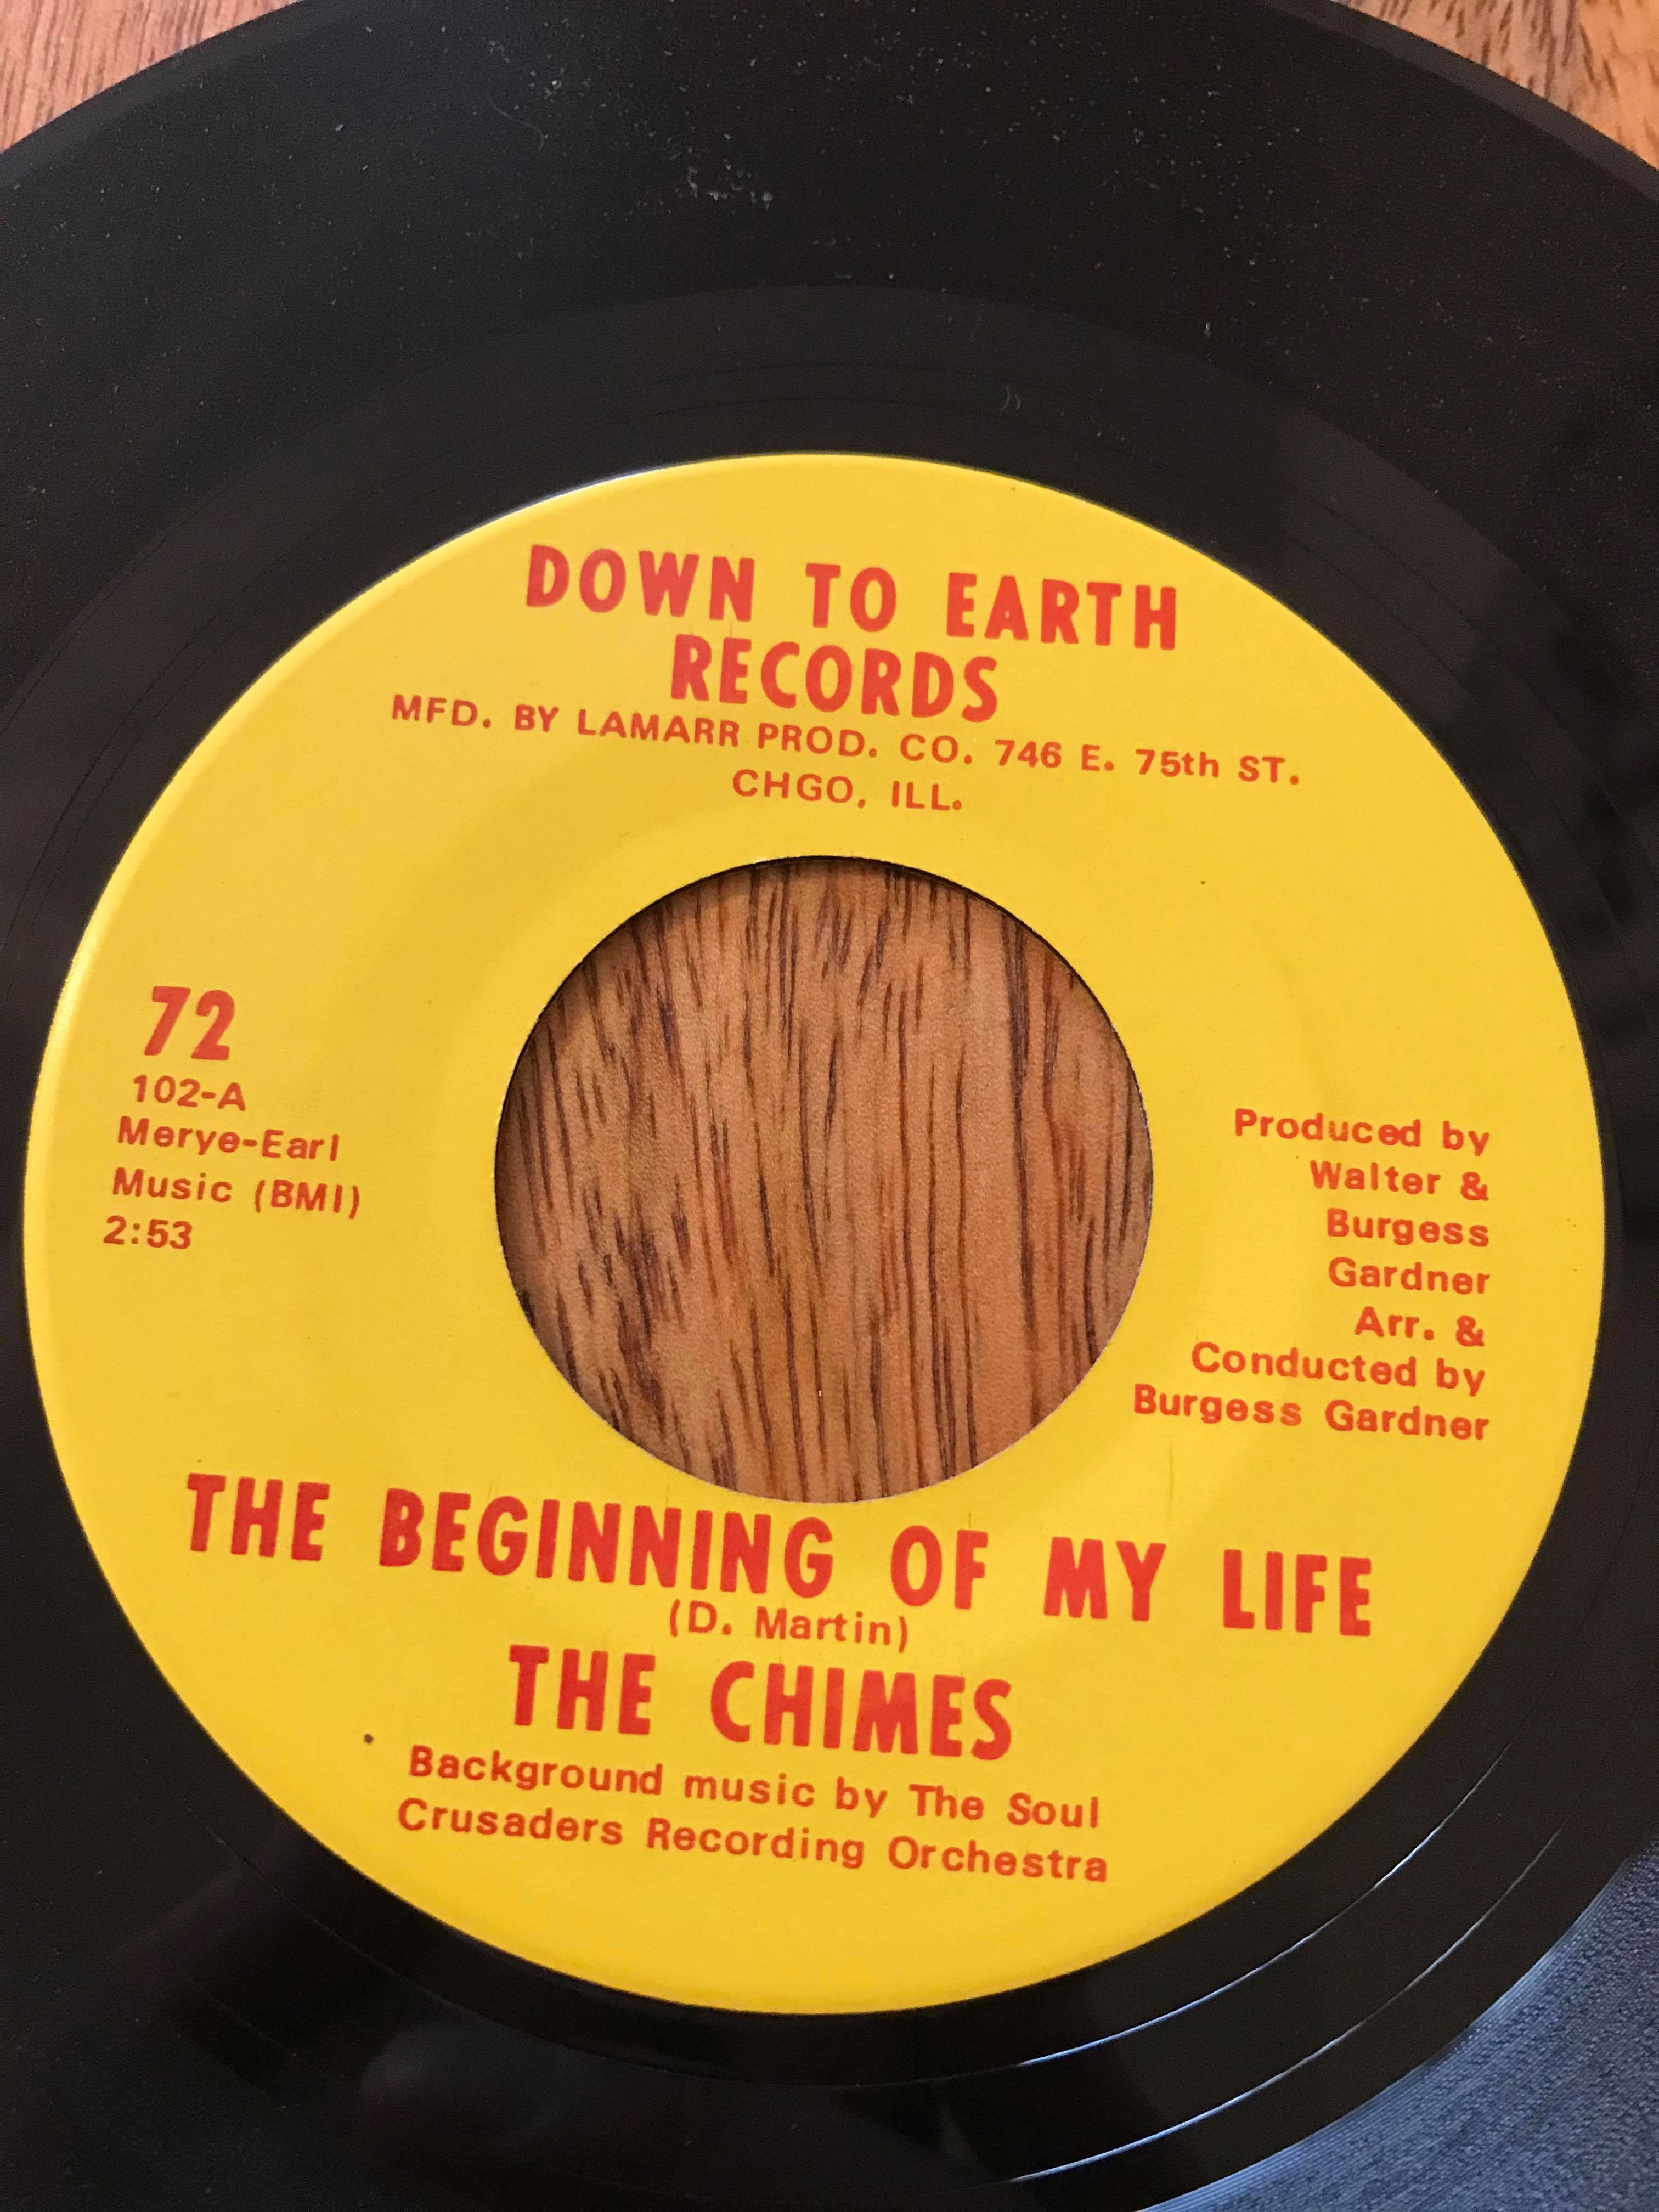 DOWN TO EARTH
RECORDS
MFD. BY LAMARR PROD. CO. 746 E. 75th ST.
CHGO, ILL.
72
102-A
Merye-Earl
Music (BMI)
2:53
Produced by
Walter &
Burgess
Gardner
Arr. &
Conducted by
Burgess Gardner
THE BEGINNING OF MY LIFE
(D. Martin)
THE CHIMES
Background music by The Soul
Crusaders Recording Orchestra